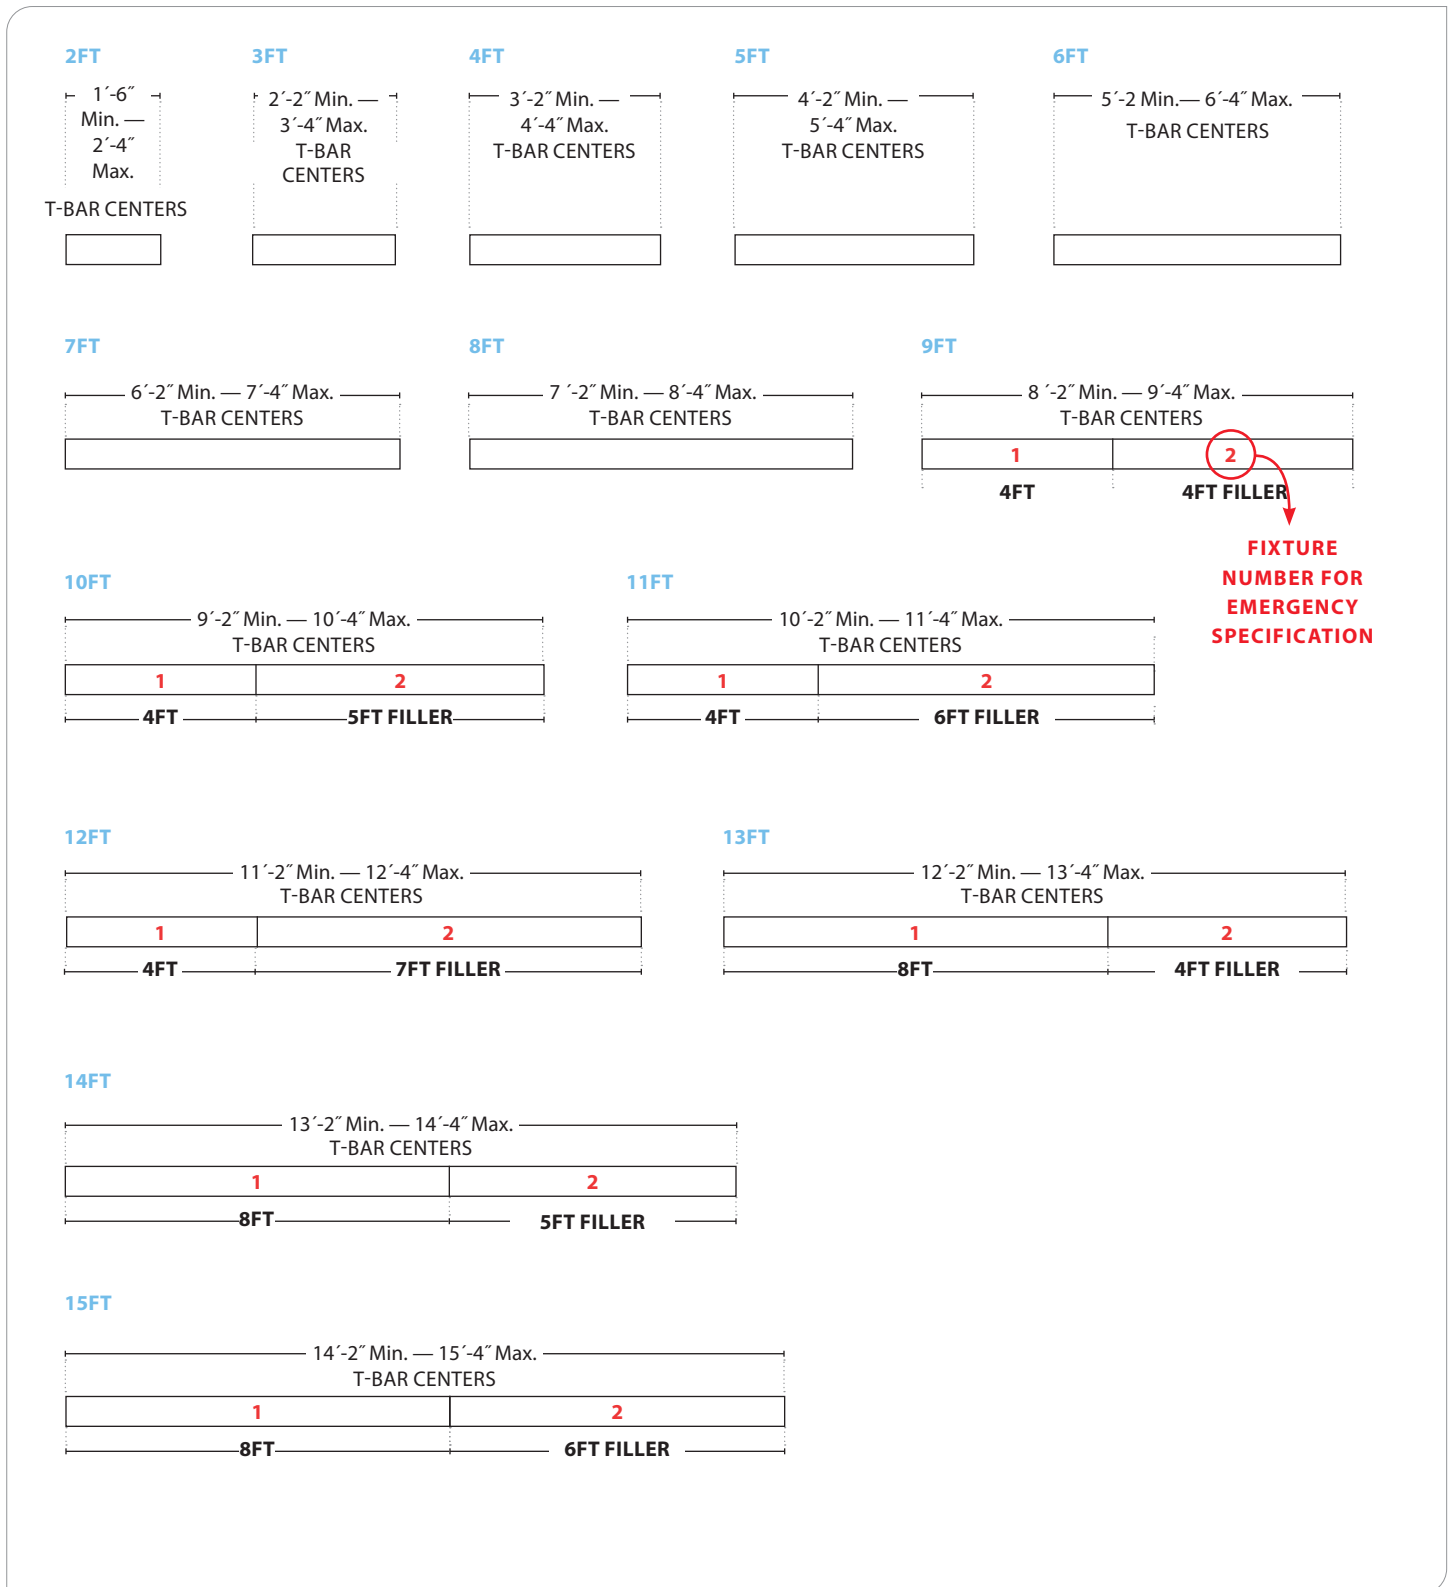 2FT
1´-6˝
Min. —
2´-4˝
Max.
T-BAR CENTERS
3FT
2´-2˝ Min. —
3´-4˝ Max.
T-BAR
CENTERS
4FT
3´-2˝ Min. —
4´-4˝ Max.
T-BAR CENTERS
5FT
4´-2˝ Min. —
5´-4˝ Max.
T-BAR CENTERS
6FT
5´-2 Min.— 6´-4˝ Max.
T-BAR CENTERS
7FT
6´-2˝ Min. — 7´-4˝ Max.
T-BAR CENTERS
8FT
7 ´-2˝ Min. — 8´-4˝ Max.
T-BAR CENTERS
9FT
8 ´-2˝ Min. — 9´-4˝ Max.
T-BAR CENTERS
1 2
4FT 4FT FILLER
FIXTURE
NUMBER FOR
EMERGENCY
SPECIFICATION
10FT
9´-2˝ Min. — 10´-4˝ Max.
T-BAR CENTERS
1 2
4FT 5FT FILLER
11FT
10´-2˝ Min. — 11´-4˝ Max.
T-BAR CENTERS
1 2
4FT 6FT FILLER
12FT
11´-2˝ Min. — 12´-4˝ Max.
T-BAR CENTERS
1 2
4FT 7FT FILLER
13FT
12´-2˝ Min. — 13´-4˝ Max.
T-BAR CENTERS
1 2
8FT 4FT FILLER
14FT
13´-2˝ Min. — 14´-4˝ Max.
T-BAR CENTERS
1 2
8FT 5FT FILLER
15FT
14´-2˝ Min. — 15´-4˝ Max.
T-BAR CENTERS
1 2
8FT 6FT FILLER